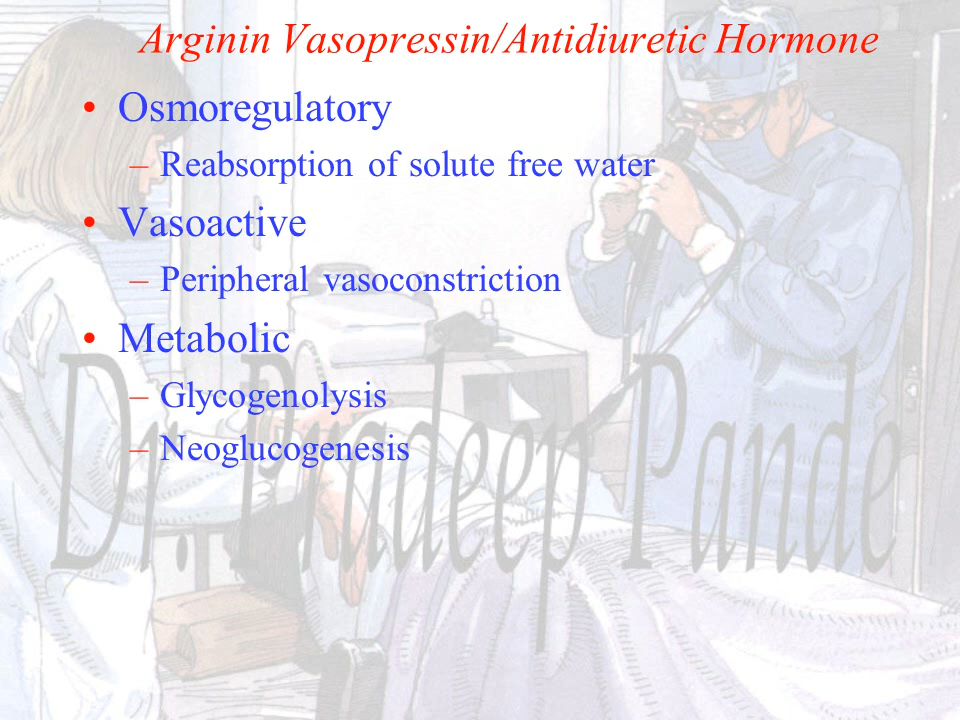 Arginin Vasopressin/Antidiuretic Hormone
• Osmoregulatory
– Reabsorption of solute free water
• Vasoactive
– Peripheral vasoconstriction
• Metabolic
– Glycogenolysis
– Neoglucogenesis
Dr. Pradeep Pande